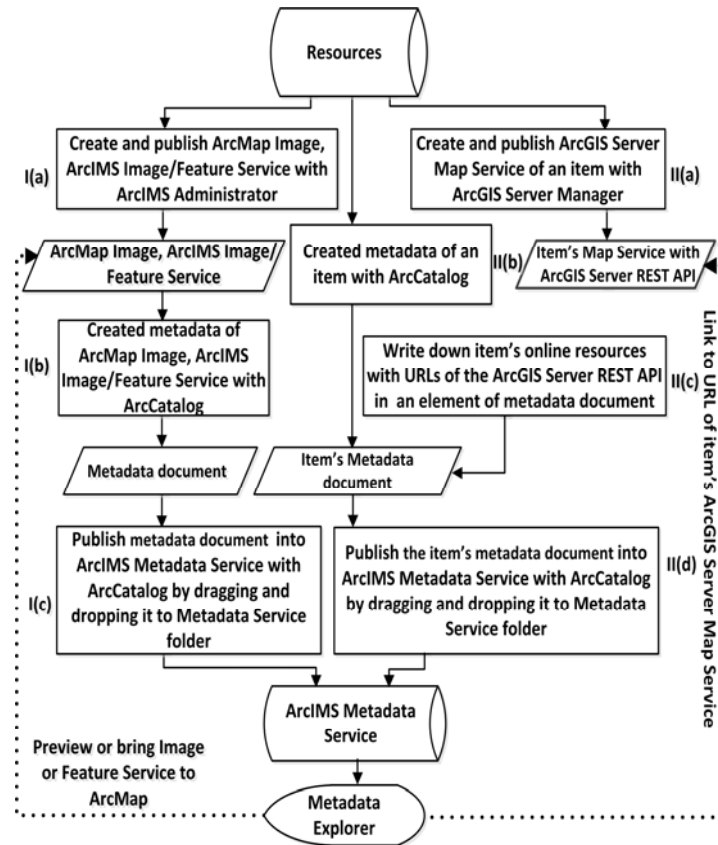 Resources
I(a)
Create and publish ArcMap Image,
ArcIMS Image/Feature Service with
ArcIMS Administrator
Create and publish ArcGIS Server
Map Service of an item with
ArcGIS Server Manager
II(a)
ArcMap Image, ArcIMS Image/
Feature Service
Created metadata of an
item with ArcCatalog
II(b)
Item's Map Service with
ArcGIS Server REST API
I(b)
Created metadata of
ArcMap Image, ArcIMS
Image/Feature Service with
ArcCatalog
Write down item's online resources
with URLs of the ArcGIS Server REST API
in an element of metadata document
II(c)
Metadata document
Item's Metadata
document
I(c)
Publish metadata document into
ArcIMS Metadata Service with
ArcCatalog by dragging and
dropping it to Metadata Service
folder
Publish the item's metadata document into
ArcIMS Metadata Service with ArcCatalog
by dragging and dropping it to Metadata
Service folder
II(d)
Link to URL of item's ArcGIS Server Map Service
ArcIMS Metadata
Service
Preview or bring Image
or Feature Service to
ArcMap
Metadata
Explorer